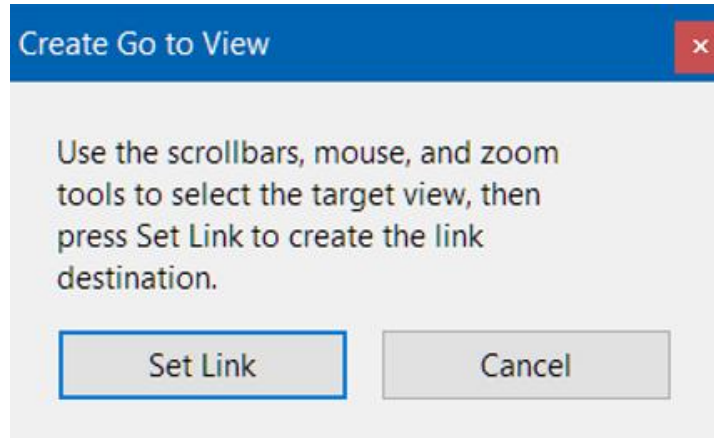 Create Go to View
Use the scrollbars, mouse, and zoom
tools to select the target view, then
press Set Link to create the link
destination.
Set Link
Cancel